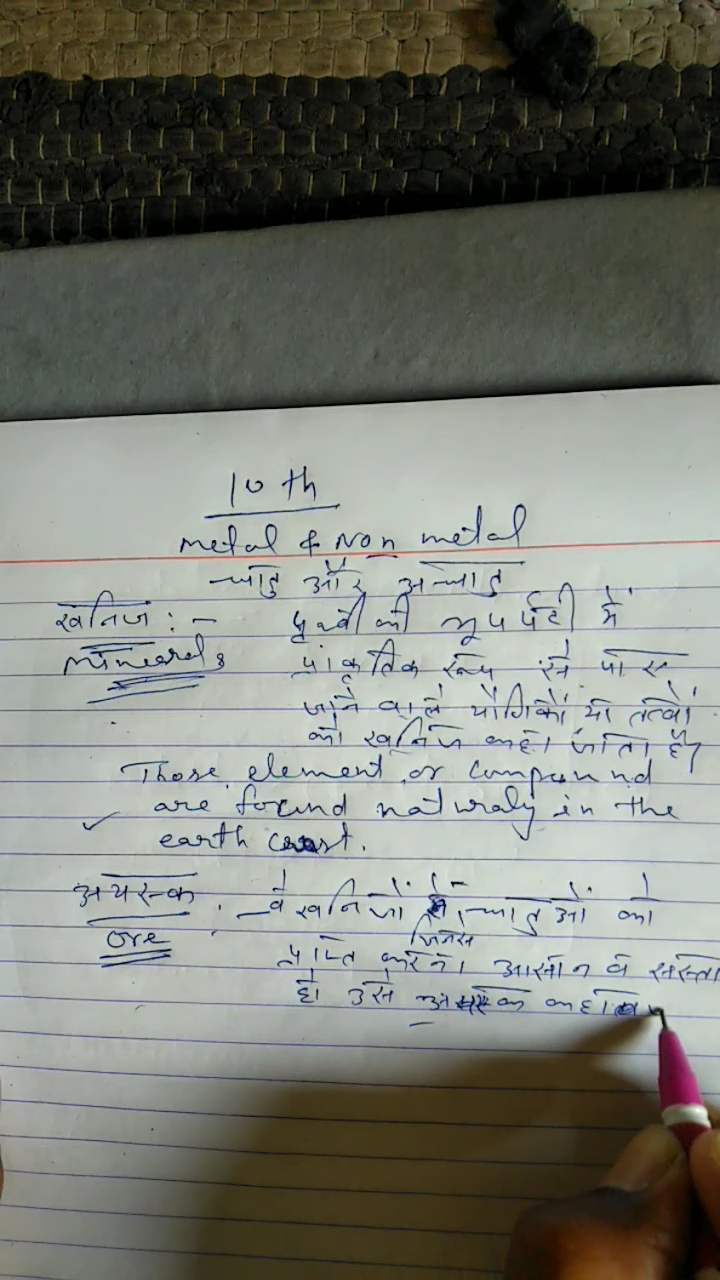 10 th
metal & Non metal
धातु और अधातु
खनिज : - पृथ्वी की भूपर्पटी में
minerals प्राकृतिक रूप से पाए
जाने वाले यौगिकों या तत्वों
को खनिज कहा जाता है
Those element or compound
are found naturaly in the
earth crust.
अयस्क : - वे खनिजों धातुओं को
ore जिनसे
प्राप्त करना आसान व सस्ता
हो उसे अयस्क कहा